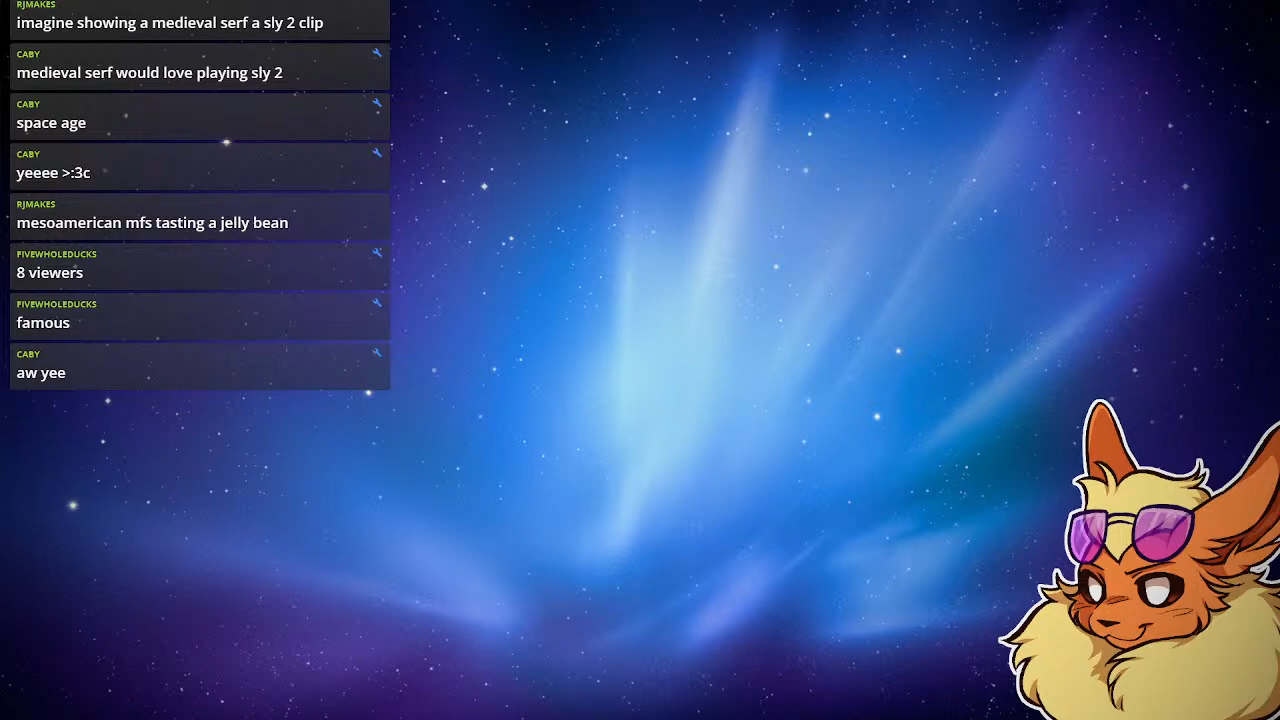 RJMAKES
imagine showing a medieval serf a sly 2 clip
CABY
medieval serf would love playing sly 2
CABY
space age
CABY
yeeee >:3c
RJMAKES
mesoamerican mfs tasting a jelly bean
FIVEWHOLEDUCKS
8 viewers
FIVEWHOLEDUCKS
famous
CABY
aw yee